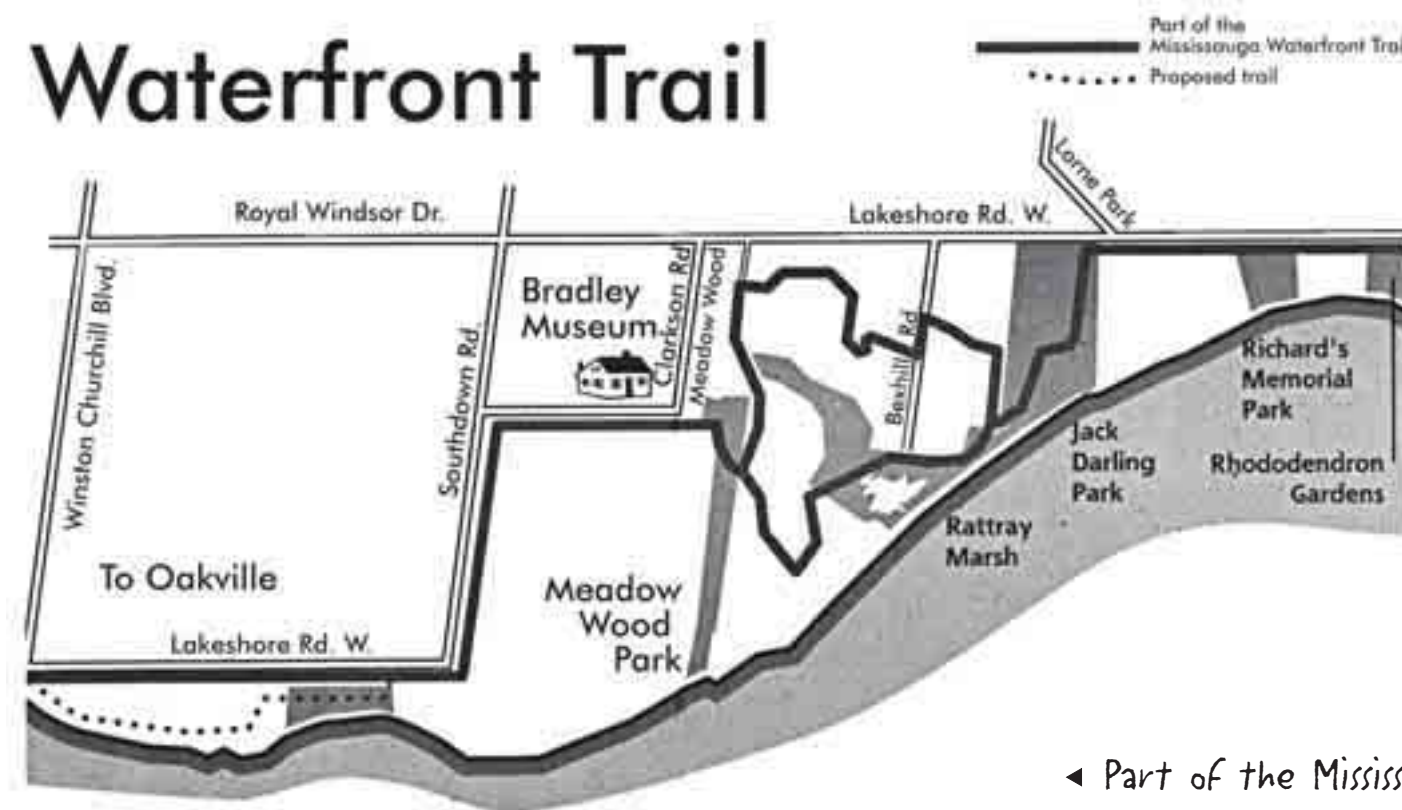 Waterfront Trail
Part of the
Mississauga Waterfront Trail
Proposed trail
Lorne Park
Royal Windsor Dr.
Lakeshore Rd. W.
Winston Churchill Blvd.
Southdown Rd.
Bradley
Museum
Clarkson Rd
Meadow Wood
Bexhill Rd
Richard's
Memorial
Park
Jack
Darling
Park
Rhododendron
Gardens
Rattray
Marsh
To Oakville
Meadow
Wood
Park
Lakeshore Rd. W.
◄ Part of the